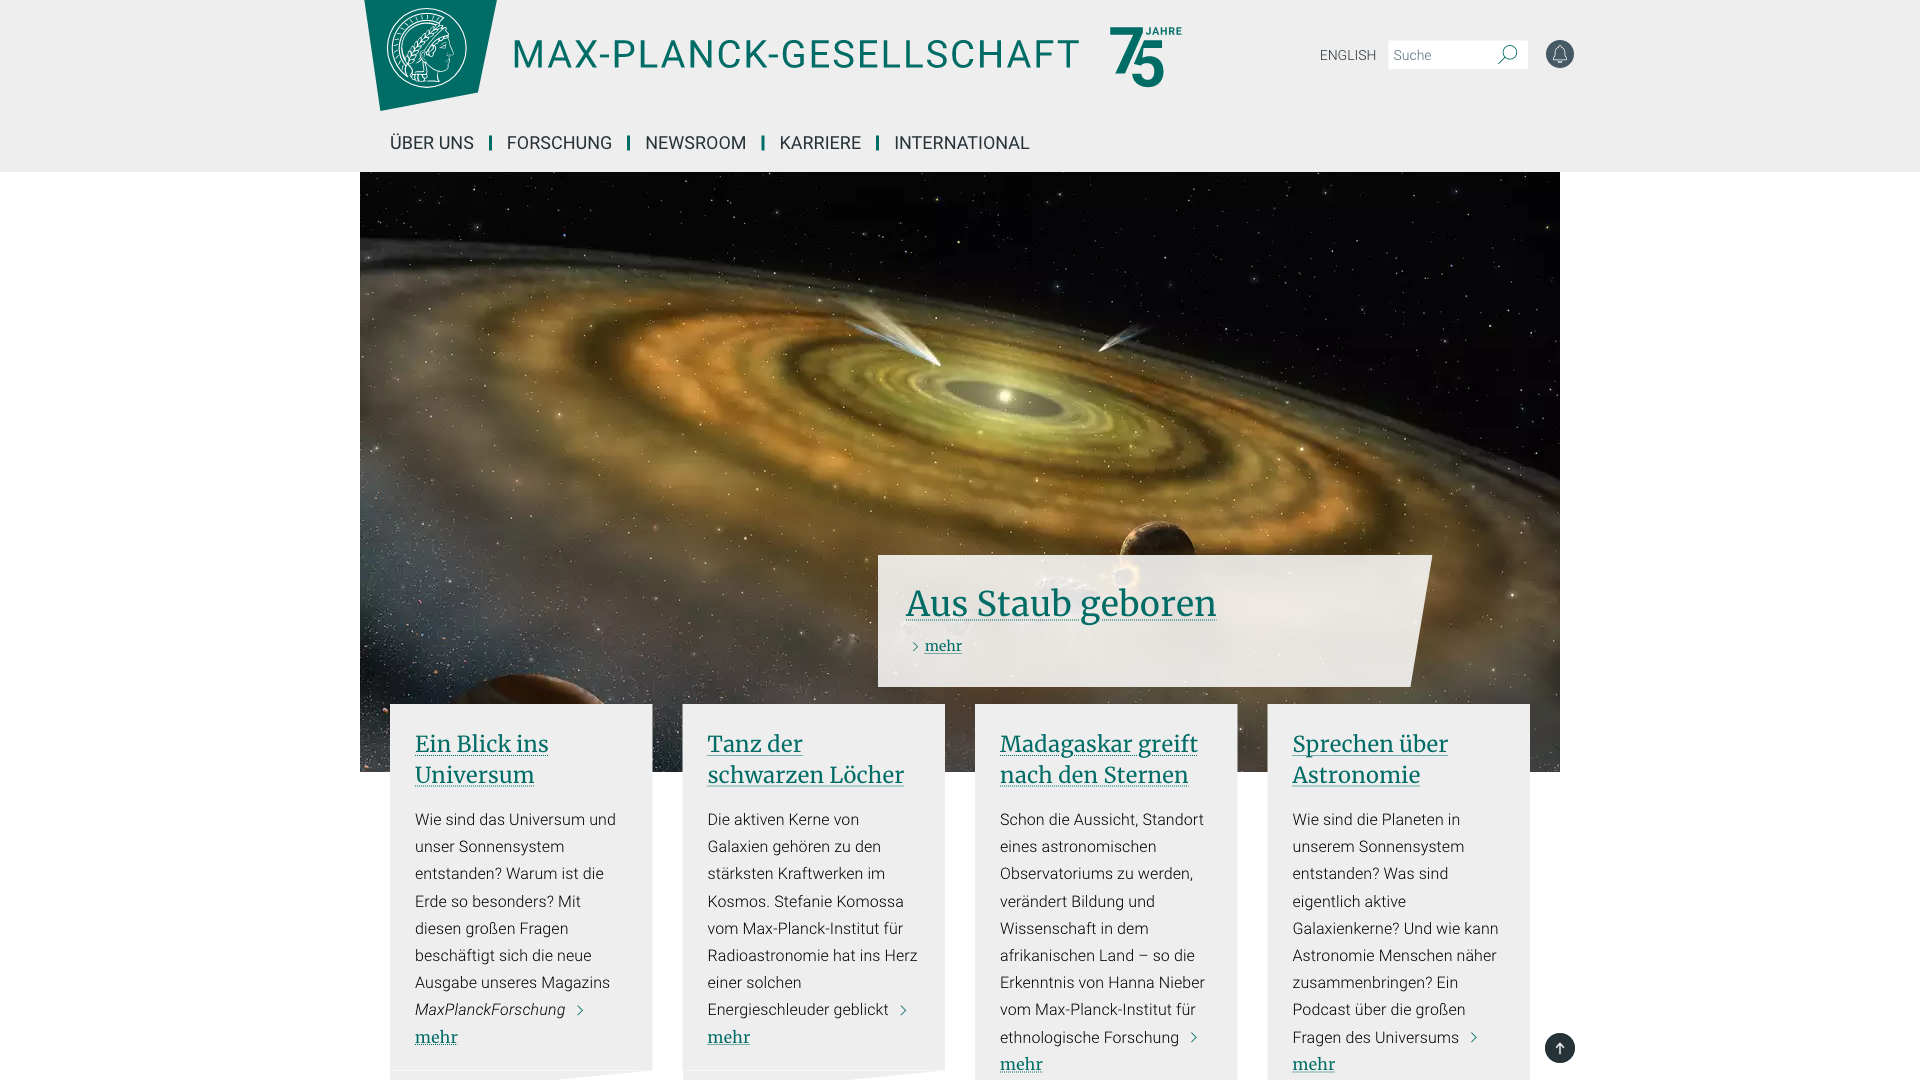 MAX-PLANCK-GESELLSCHAFT
75 JAHRE
ENGLISH
Suche
ÜBER UNS
FORSCHUNG
NEWSROOM
KARRIERE
INTERNATIONAL
Aus Staub geboren
mehr
Ein Blick ins
Universum
Wie sind das Universum und
unser Sonnensystem
entstanden? Warum ist die
Erde so besonders? Mit
diesen großen Fragen
beschäftigt sich die neue
Ausgabe unseres Magazins
MaxPlanckForschung
mehr
Tanz der
schwarzen Löcher
Die aktiven Kerne von
Galaxien gehören zu den
stärksten Kraftwerken im
Kosmos. Stefanie Komossa
vom Max-Planck-Institut für
Radioastronomie hat ins Herz
einer solchen
Energieschleuder geblickt
mehr
Madagaskar greift
nach den Sternen
Schon die Aussicht, Standort
eines astronomischen
Observatoriums zu werden,
verändert Bildung und
Wissenschaft in dem
afrikanischen Land – so die
Erkenntnis von Hanna Nieber
vom Max-Planck-Institut für
ethnologische Forschung
mehr
Sprechen über
Astronomie
Wie sind die Planeten in
unserem Sonnensystem
entstanden? Was sind
eigentlich aktive
Galaxienkerne? Und wie kann
Astronomie Menschen näher
zusammenbringen? Ein
Podcast über die großen
Fragen des Universums
mehr